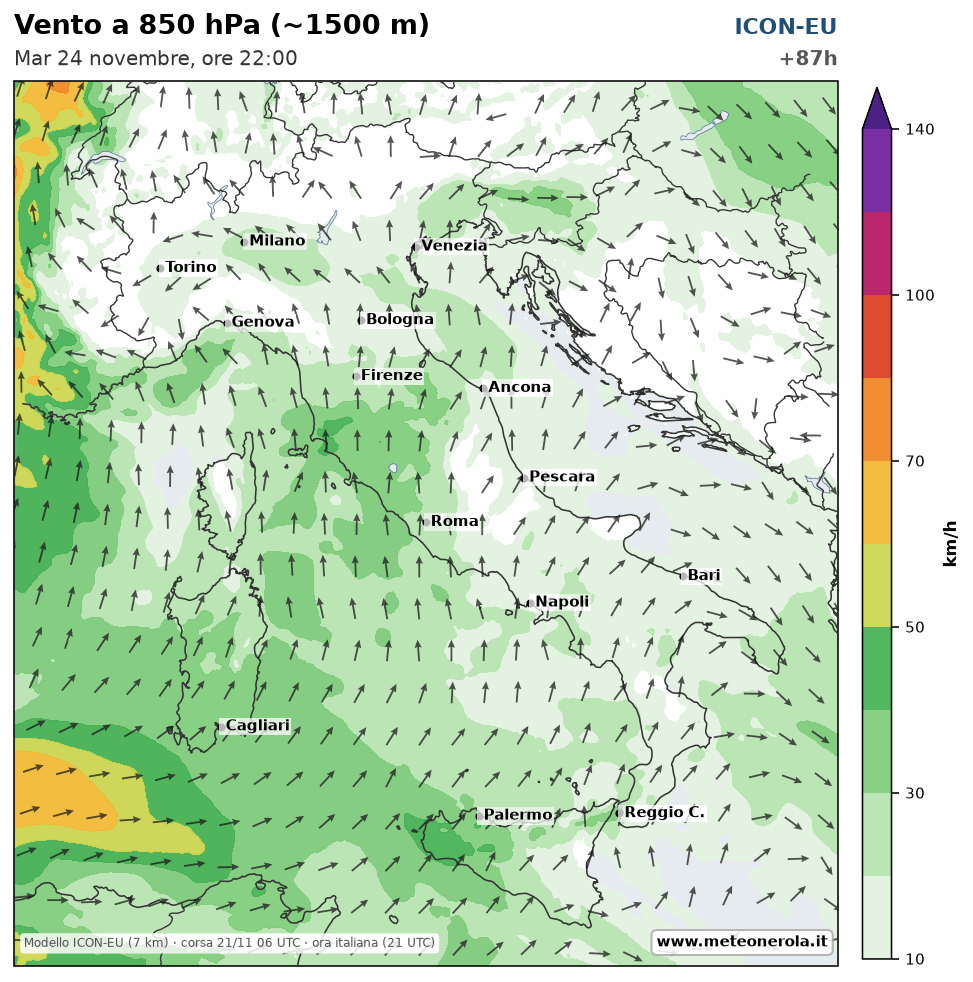 Vento a 850 hPa (~1500 m)
ICON-EU
Mar 24 novembre, ore 22:00
+87h
140
100
70
50
30
10
km/h
Milano
Venezia
Torino
Genova
Bologna
Firenze
Ancona
Pescara
Roma
Bari
Napoli
Cagliari
Palermo
Reggio C.
Modello ICON-EU (7 km) · corsa 21/11 06 UTC · ora italiana (21 UTC)
www.meteonerola.it